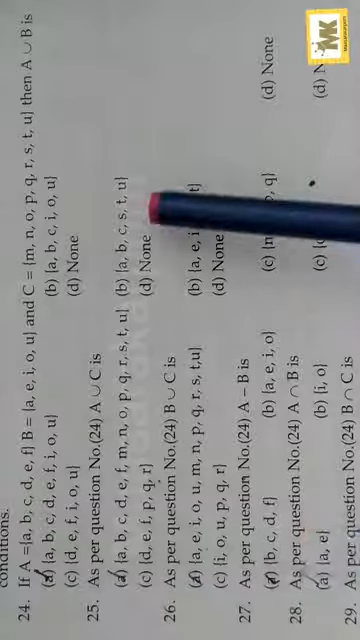 conditions.
24. If A ={a, b, c, d, e, f} B = {a, e, i, o, u} and C = {m, n, o, p, q, r, s, t, u} then A ∪ B is
(a) {a, b, c, d, e, f, i, o, u} (b) {a, b, c, i, o, u}
(c) {d, e, f, i, o, u} (d) None
25. As per question No.(24) A ∪ C is
(a) {a, b, c, d, e, f, m, n, o, p, q, r, s, t, u} (b) {a, b, c, s, t, u}
(c) {d, e, f, p, q, r} (d) None
26. As per question No.(24) B ∪ C is
(a) {a, e, i, o, u, m, n, p, q, r, s, t,u} (b) {a, e, i t}
(c) {i, o, u, p, q, r} (d) None
27. As per question No.(24) A – B is
(a) {b, c, d, f} (b) {a, e, i, o} (c) {m , q} (d) None
28. As per question No.(24) A ∩ B is
(a) {a, e} (b) {i, o} (c) (d)
29. As per question No.(24) B ∩ C is
MK